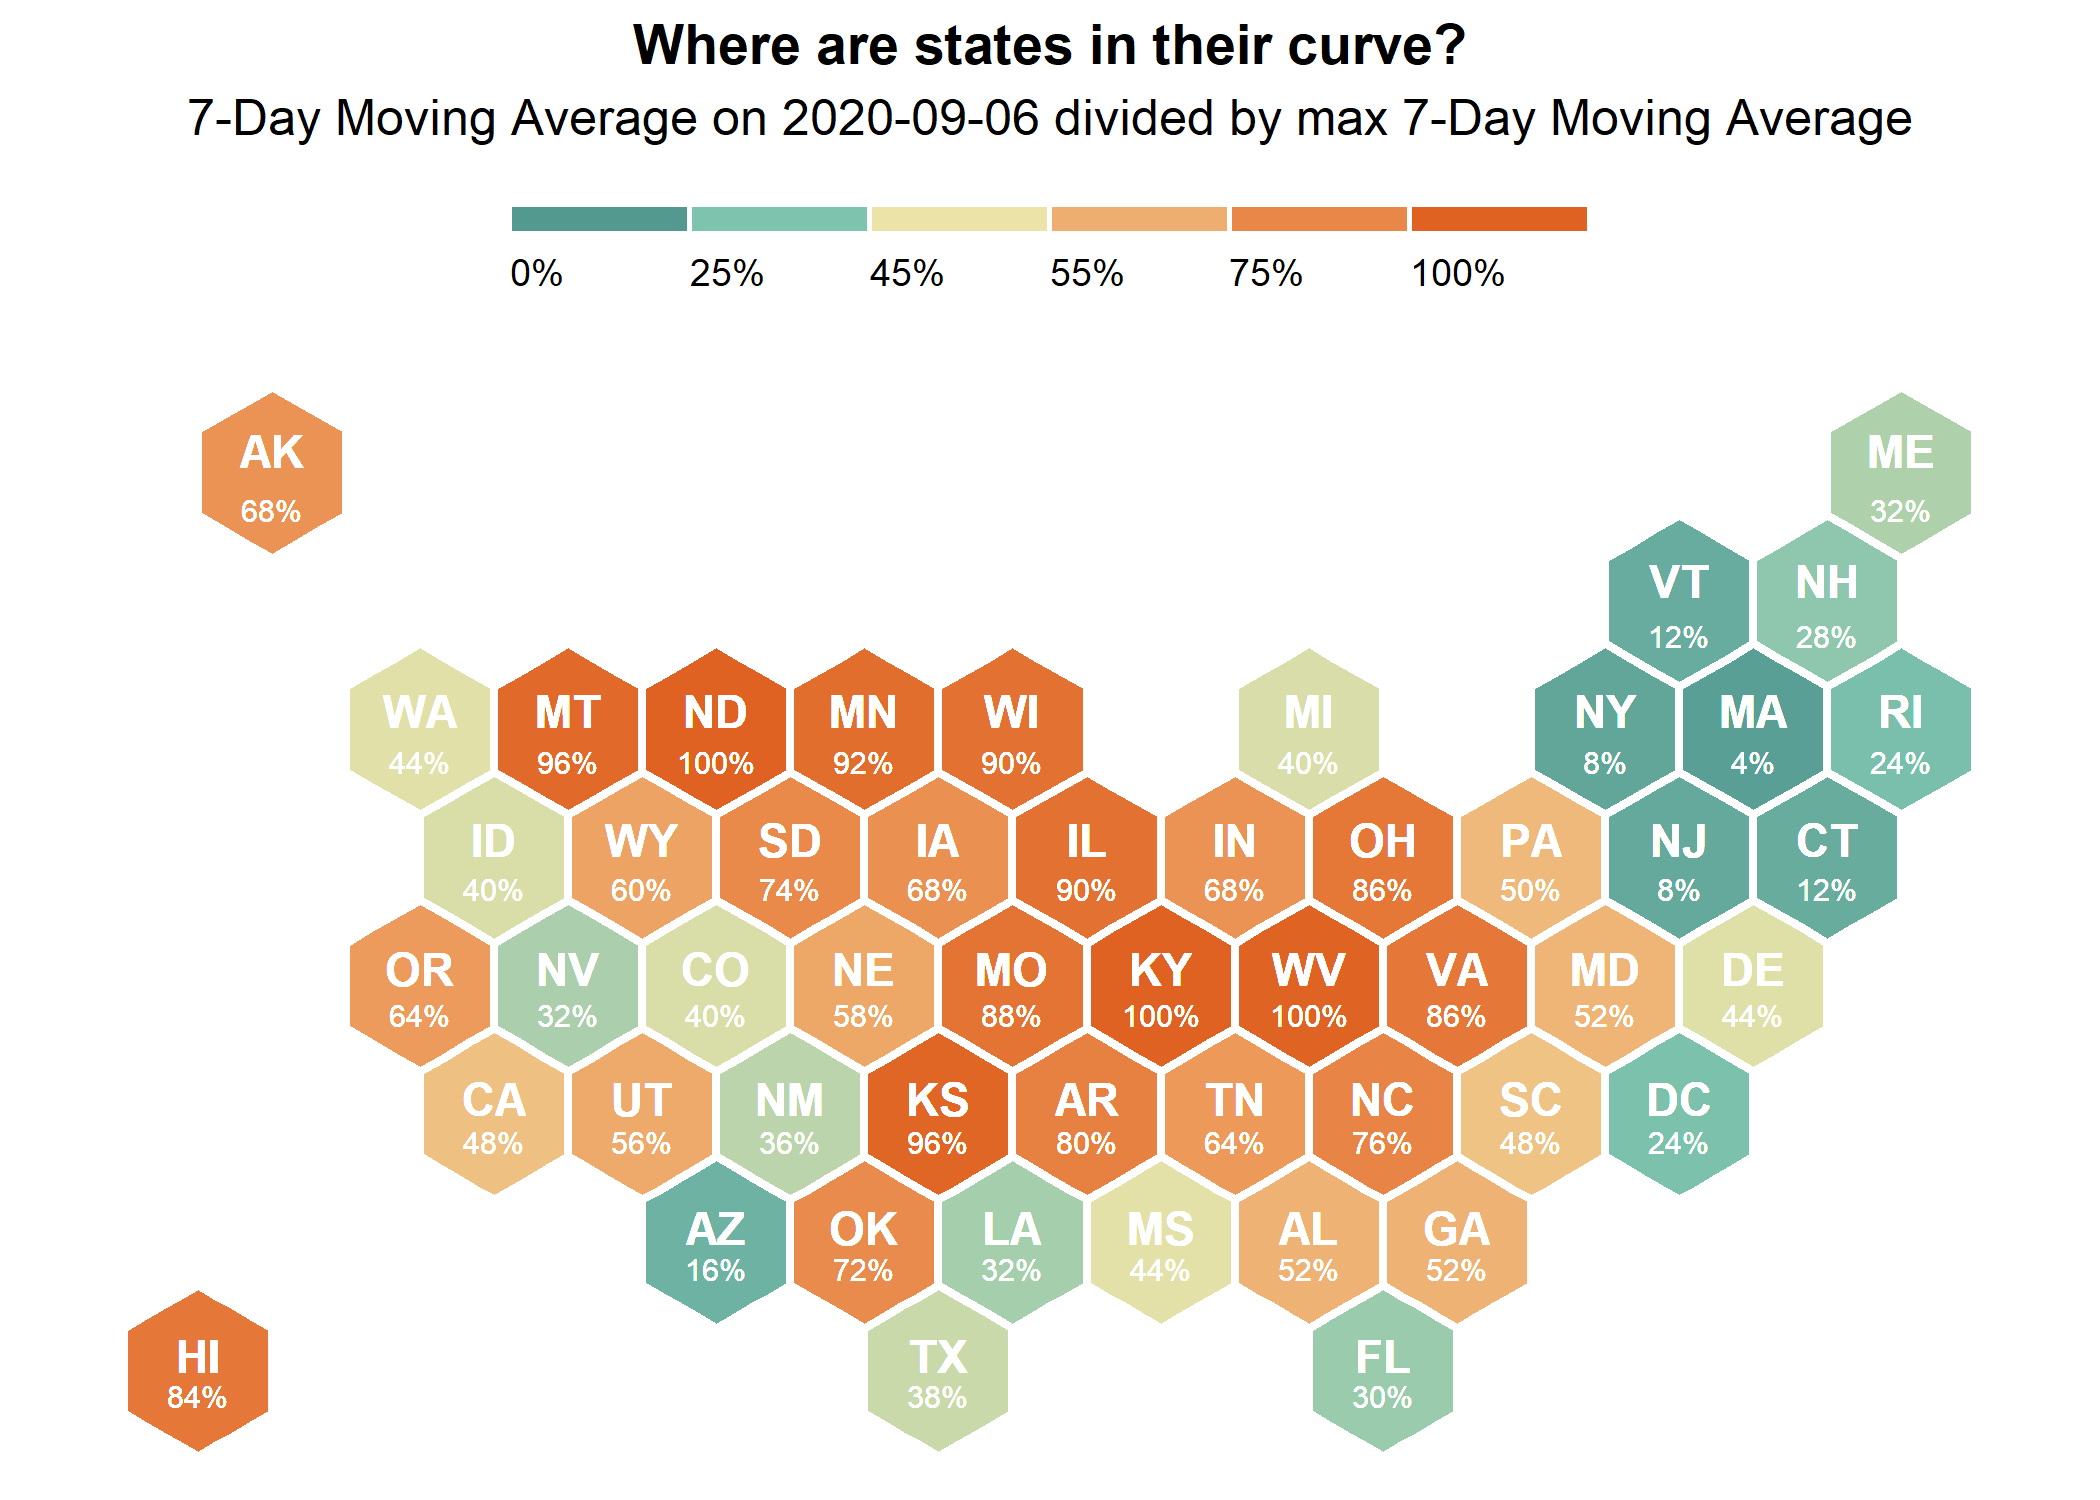 Where are states in their curve?
7-Day Moving Average on 2020-09-06 divided by max 7-Day Moving Average
0% 25% 45% 55% 75% 100%
AK ME
68% 32%
VT NH
12% 28%
WA MT ND MN WI MI NY MA RI
44% 96% 100% 92% 90% 40% 8% 4% 24%
ID WY SD IA IL IN OH PA NJ CT
40% 60% 74% 68% 90% 68% 86% 50% 8% 12%
OR NV CO NE MO KY WV VA MD DE
64% 32% 40% 58% 88% 100% 100% 86% 52% 44%
CA UT NM KS AR TN NC SC DC
48% 56% 36% 96% 80% 64% 76% 48% 24%
AZ OK LA MS AL GA
16% 72% 32% 44% 52% 52%
HI TX FL
84% 38% 30%